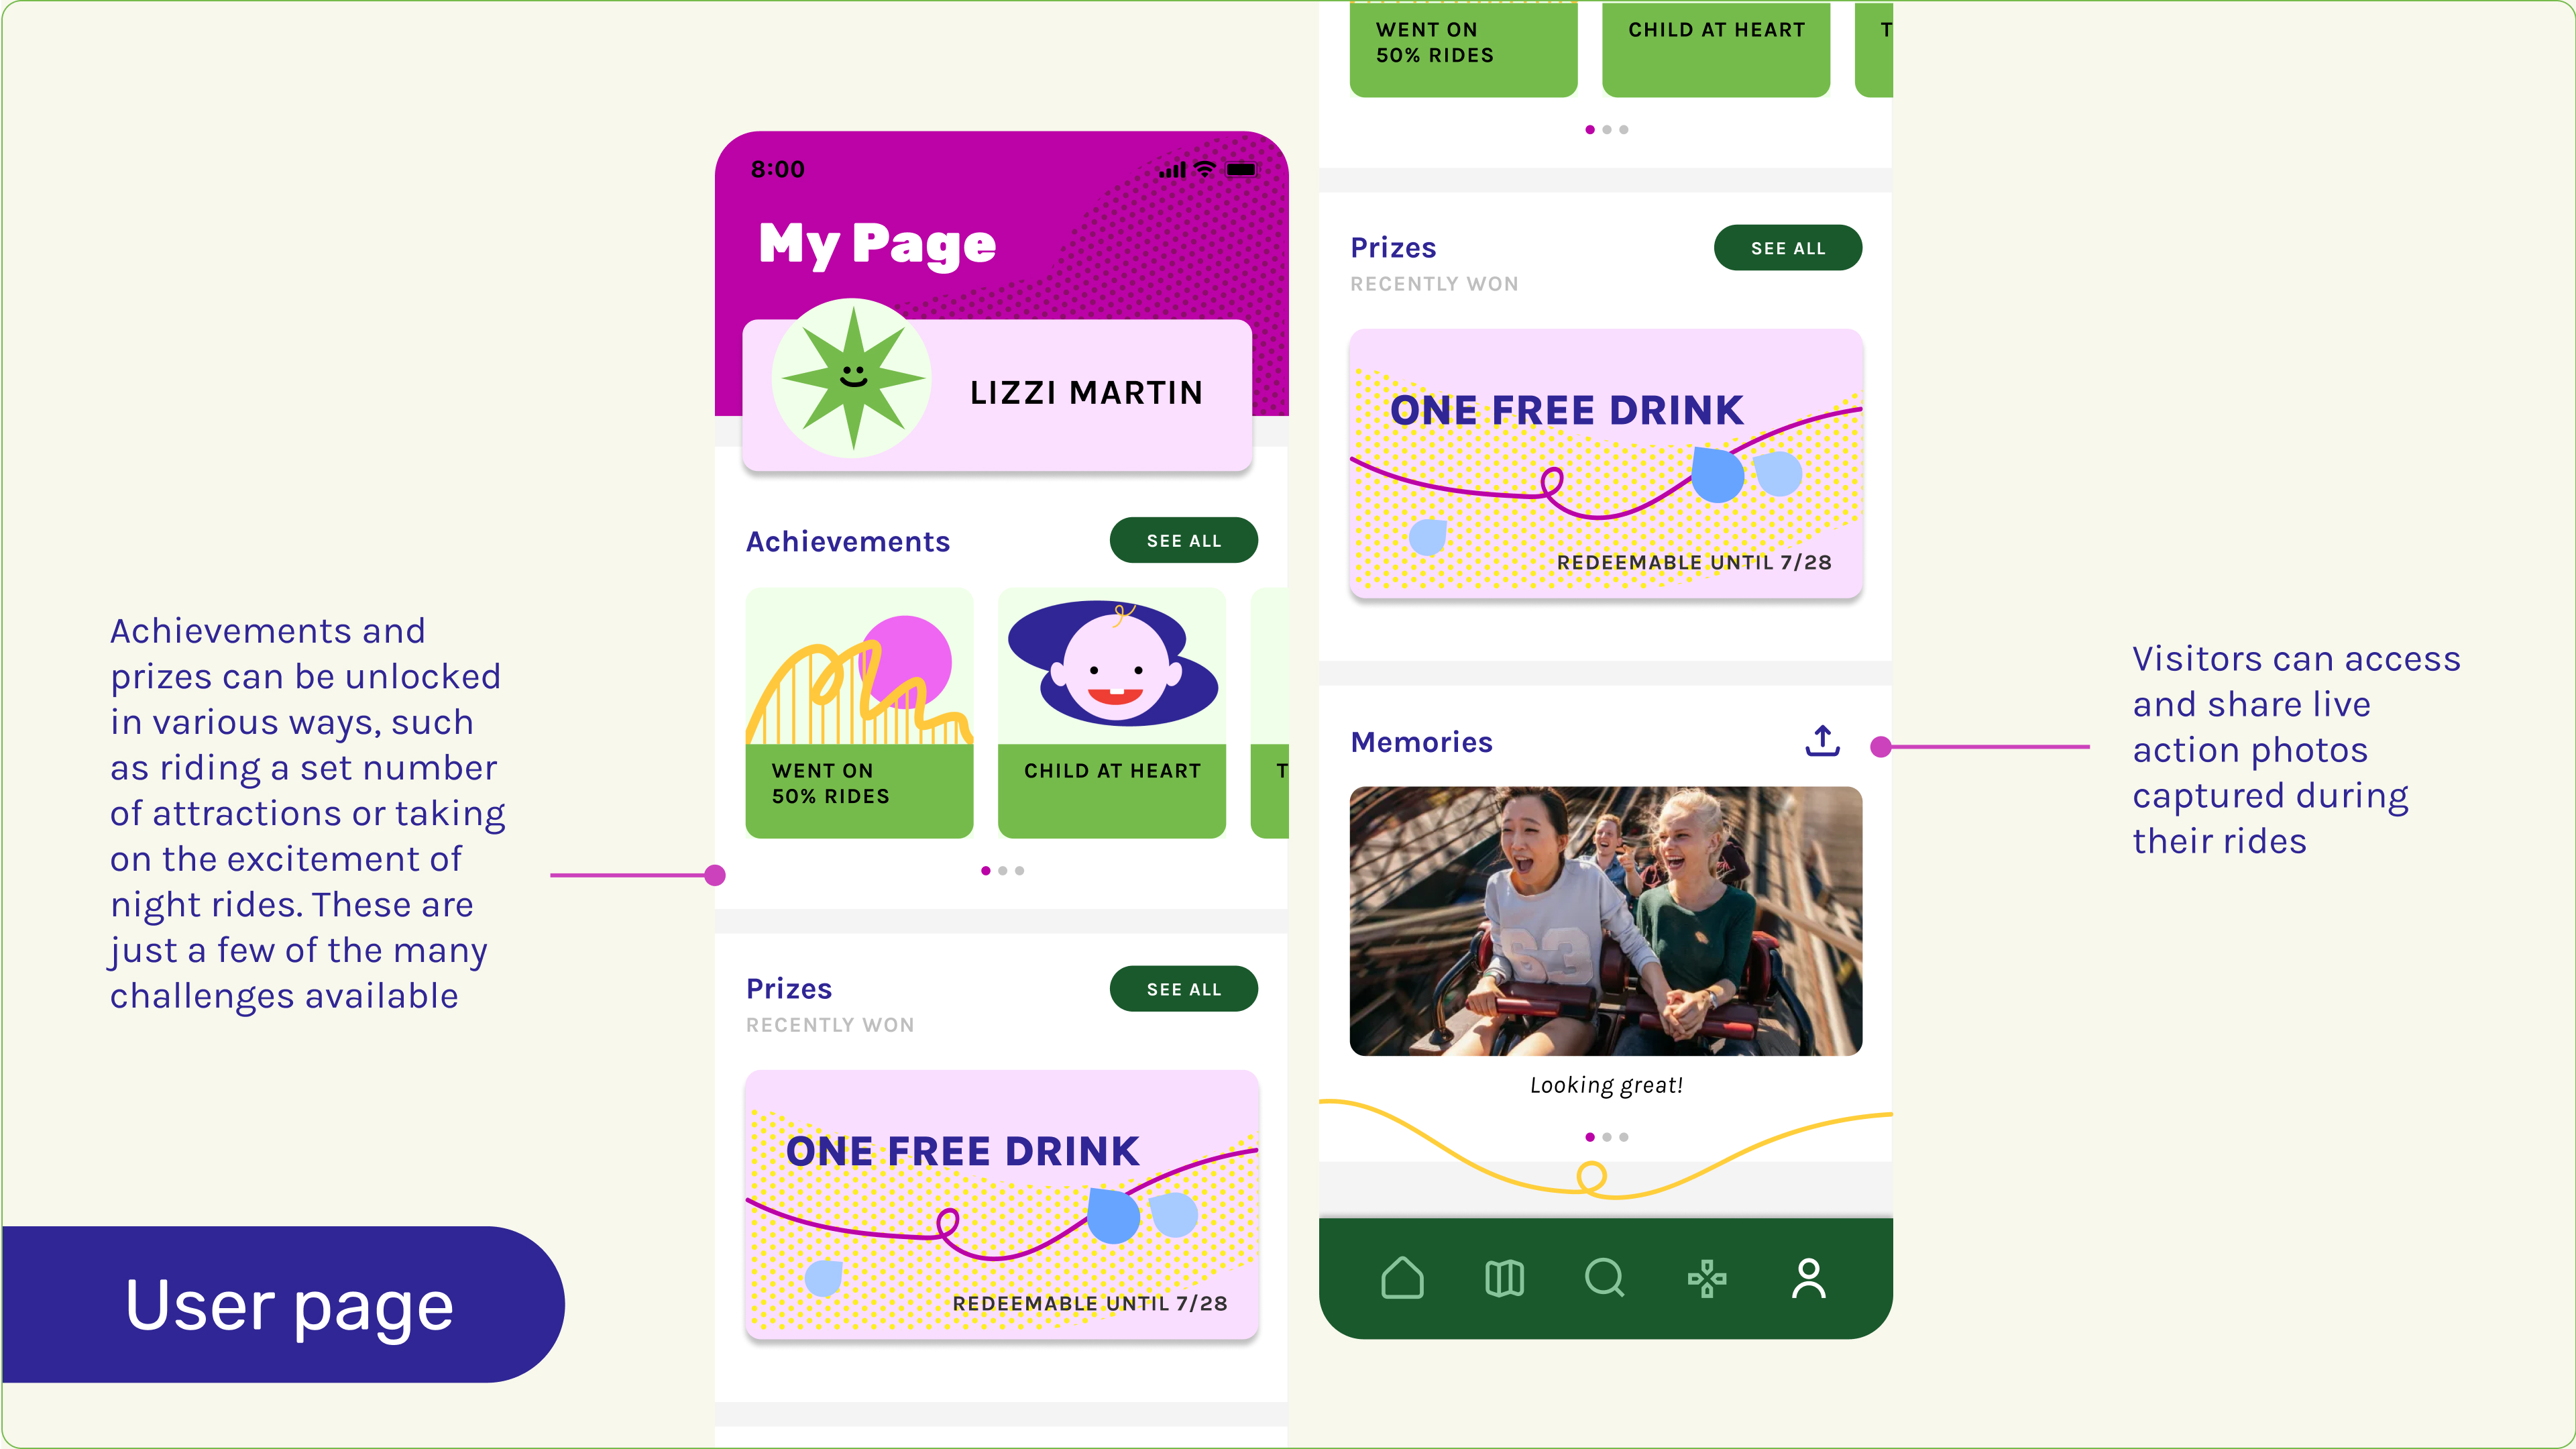 Achievements and
prizes can be unlocked
in various ways, such
as riding a set number
of attractions or taking
on the excitement of
night rides. These are
just a few of the many
challenges available
User page
8:00
My Page
LIZZI MARTIN
Achievements
SEE ALL
WENT ON
50% RIDES
CHILD AT HEART
T
Prizes
SEE ALL
RECENTLY WON
ONE FREE DRINK
REDEEMABLE UNTIL 7/28
WENT ON
50% RIDES
CHILD AT HEART
T
Prizes
SEE ALL
RECENTLY WON
ONE FREE DRINK
REDEEMABLE UNTIL 7/28
Memories
63
Looking great!
Visitors can access
and share live
action photos
captured during
their rides